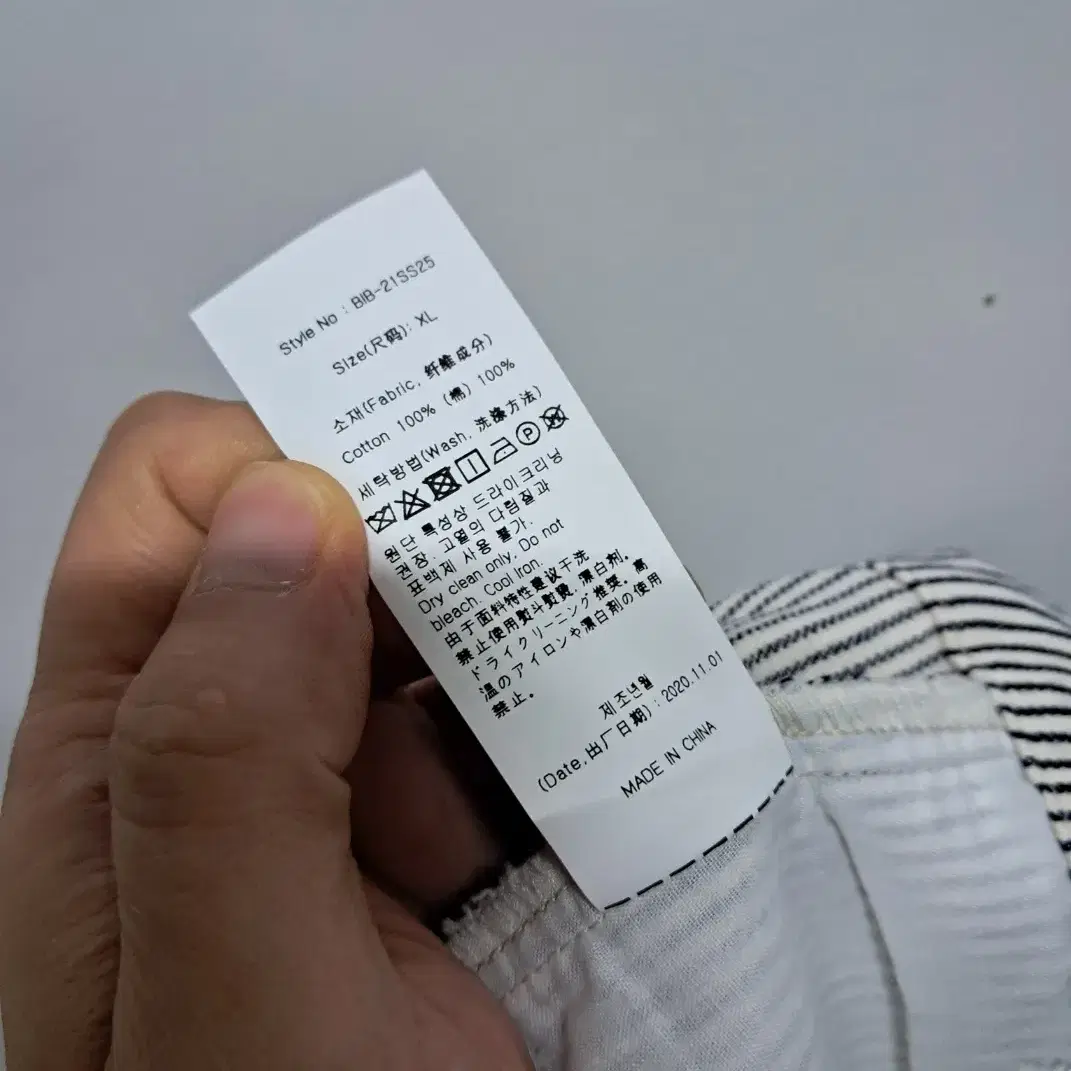 Style No : BIB-21SS25
Size(尺码): XL
소재(Fabric, 纤维成分)
Cotton 100% (棉) 100%
세탁방법(Wash, 洗涤方法)
P W
원단 특성상 드라이크리닝
권장. 고열의 다림질과
표백제 사용 불가.
Dry clean only. Do not
bleach. Cool Iron.
由于面料特性建议干洗
禁止使用熨斗熨烫, 漂白剂.
ドライクリーニング推奨。高
温のアイロンや漂白剤の使用
禁止。
제조년월
(Date, 出厂日期) : 2020.11.01
MADE IN CHINA